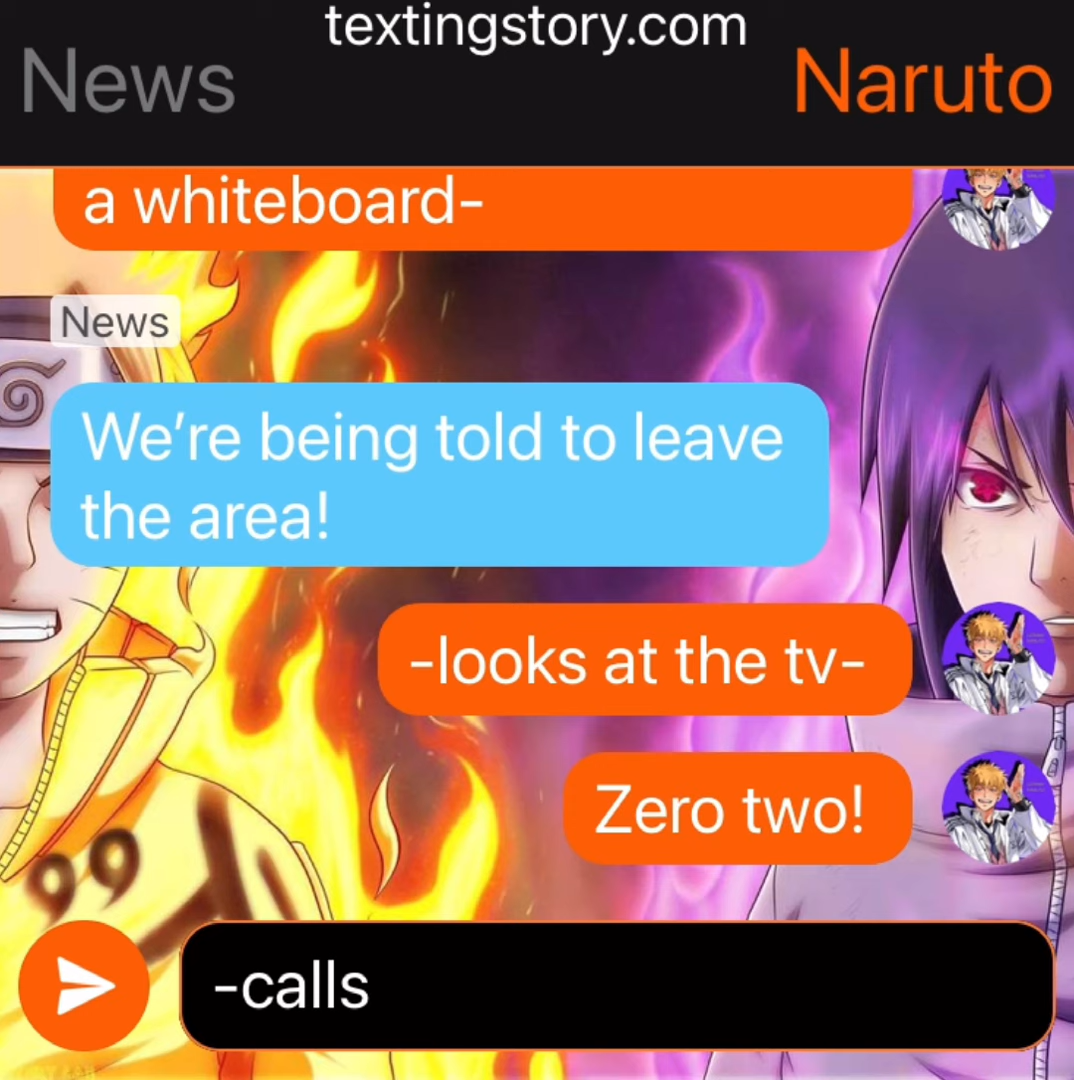 textingstory.com
News
Naruto
a whiteboard-
News
We’re being told to leave
the area!
-looks at the tv-
Zero two!
-calls